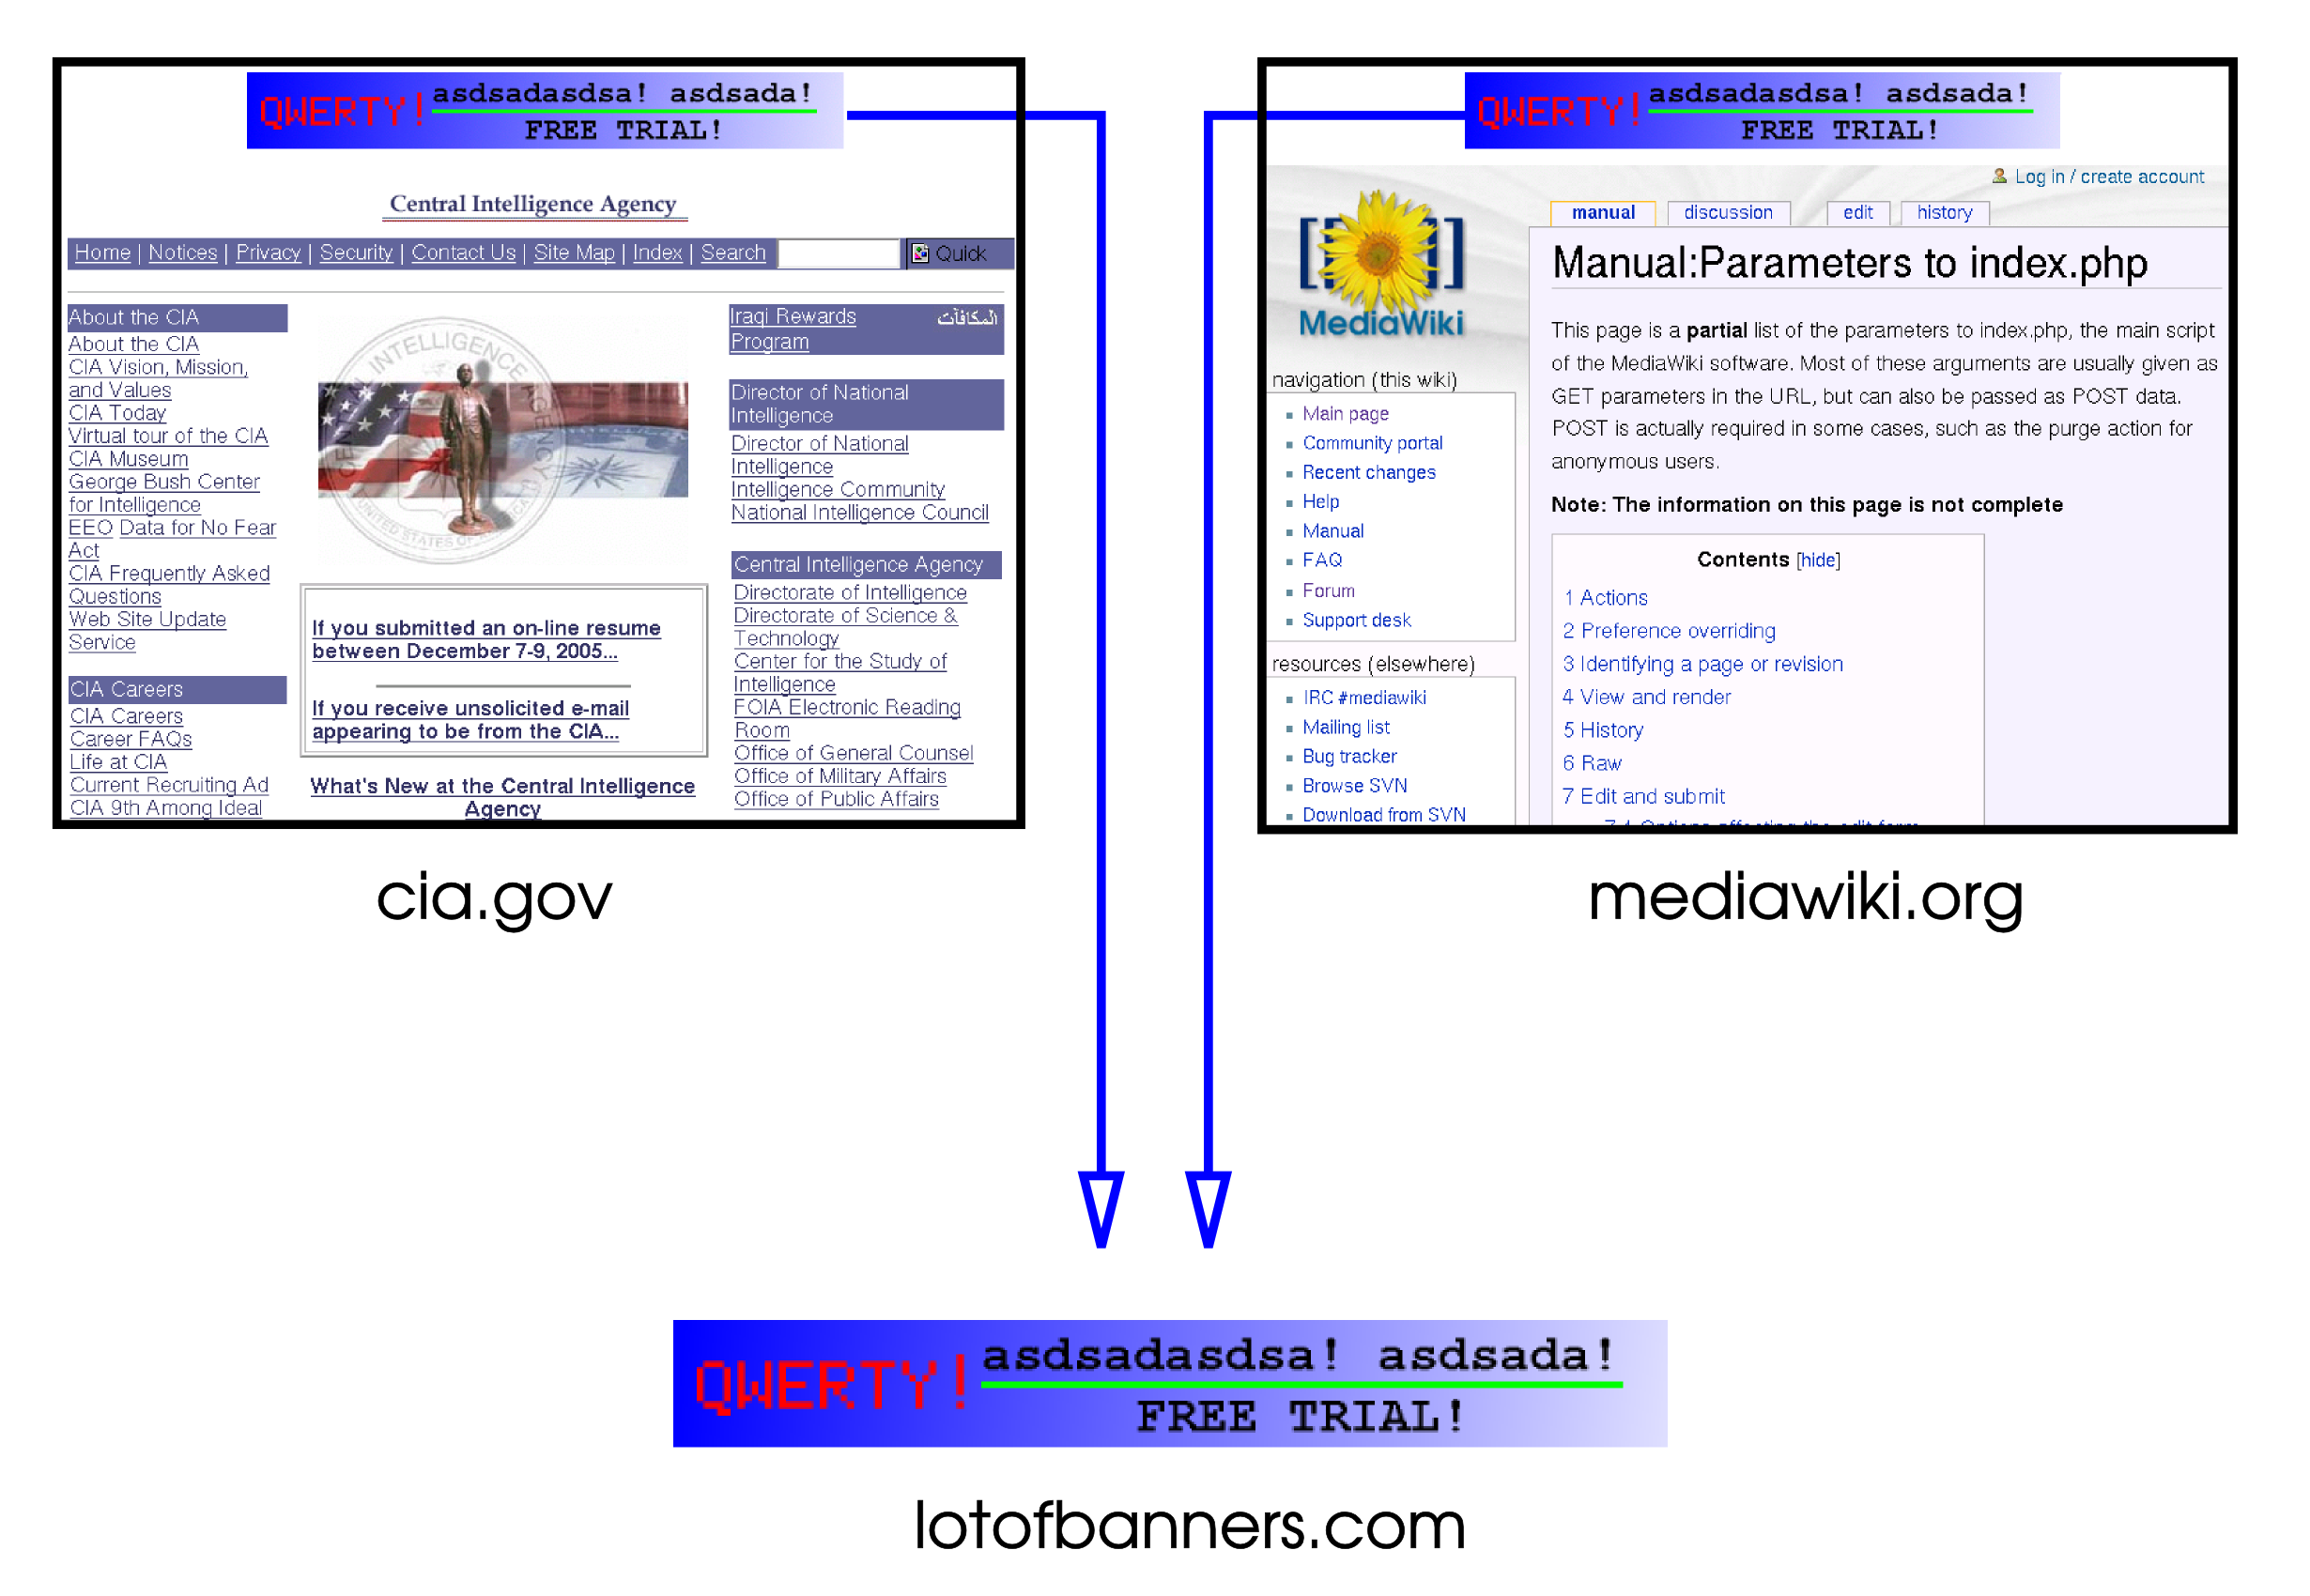 QWERTY! asdsadasdsa! asdsada!
FREE TRIAL!
Central Intelligence Agency
Home | Notices | Privacy | Security | Contact Us | Site Map | Index | Search Quick
About the CIA
About the CIA
CIA Vision, Mission,
and Values
CIA Today
Virtual tour of the CIA
CIA Museum
George Bush Center
for Intelligence
EEO Data for No Fear
Act
CIA Frequently Asked
Questions
Web Site Update
Service
CIA Careers
CIA Careers
Career FAQs
Life at CIA
Current Recruiting Ad
CIA 9th Among Ideal
CENTRAL INTELLIGENCE AGENCY
UNITED STATES OF AMERICA
If you submitted an on-line resume
between December 7-9, 2005...
If you receive unsolicited e-mail
appearing to be from the CIA...
What's New at the Central Intelligence
Agency
Iraqi Rewards المكافآت
Program
Director of National
Intelligence
Director of National
Intelligence
Intelligence Community
National Intelligence Council
Central Intelligence Agency
Directorate of Intelligence
Directorate of Science &
Technology
Center for the Study of
Intelligence
FOIA Electronic Reading
Room
Office of General Counsel
Office of Military Affairs
Office of Public Affairs
cia.gov
QWERTY! asdsadasdsa! asdsada!
FREE TRIAL!
Log in / create account
[[ ]]
MediaWiki
navigation (this wiki)
Main page
Community portal
Recent changes
Help
Manual
FAQ
Forum
Support desk
resources (elsewhere)
IRC #mediawiki
Mailing list
Bug tracker
Browse SVN
Download from SVN
manual discussion edit history
Manual:Parameters to index.php
This page is a partial list of the parameters to index.php, the main script
of the MediaWiki software. Most of these arguments are usually given as
GET parameters in the URL, but can also be passed as POST data.
POST is actually required in some cases, such as the purge action for
anonymous users.
Note: The information on this page is not complete
Contents [hide]
1 Actions
2 Preference overriding
3 Identifying a page or revision
4 View and render
5 History
6 Raw
7 Edit and submit
7.1 Options affecting the edit form
mediawiki.org
QWERTY! asdsadasdsa! asdsada!
FREE TRIAL!
lotofbanners.com